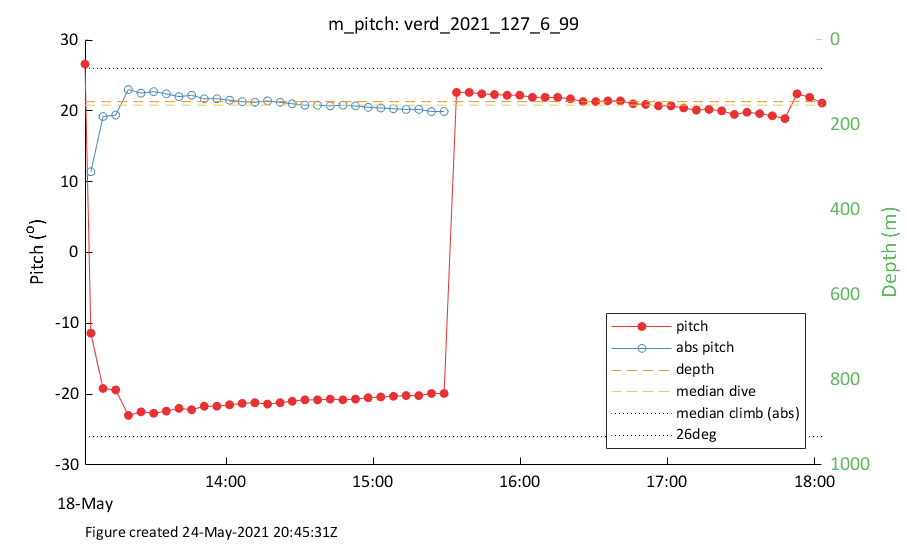 m_pitch: verd_2021_127_6_99
30
20
10
0
-10
-20
-30
Pitch (º)
0
200
400
600
800
1000
Depth (m)
pitch
abs pitch
depth
median dive
median climb (abs)
26deg
14:00
15:00
16:00
17:00
18:00
18-May
Figure created 24-May-2021 20:45:31Z